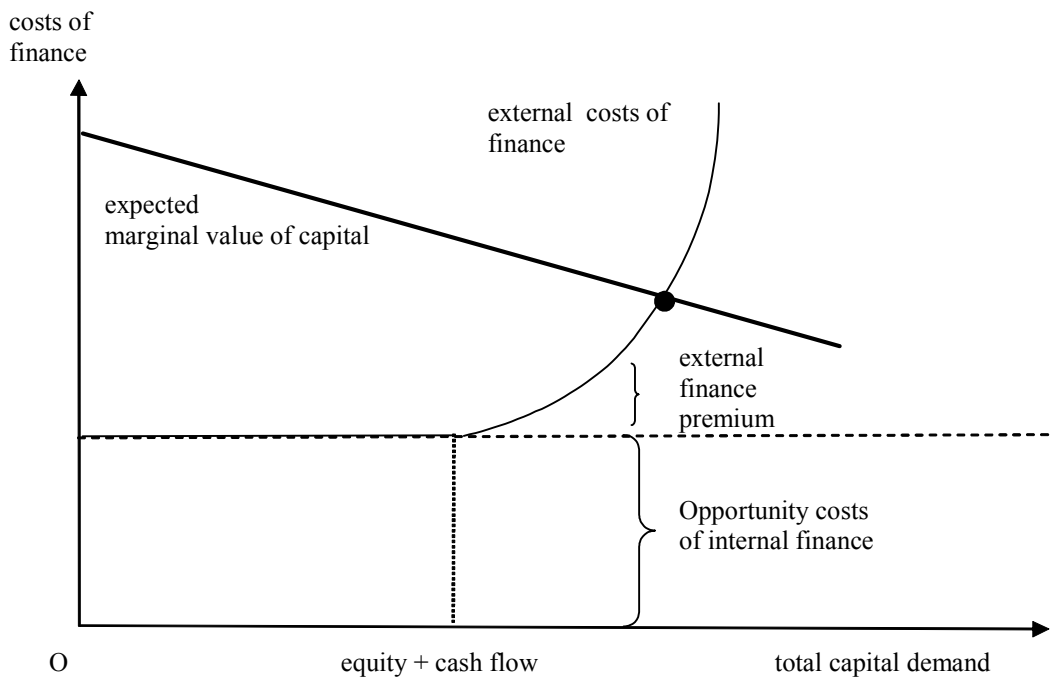 costs of
finance
external  costs of
finance
expected
marginal value of capital
external
finance
premium
Opportunity costs
of internal finance
O
equity + cash flow
total capital demand